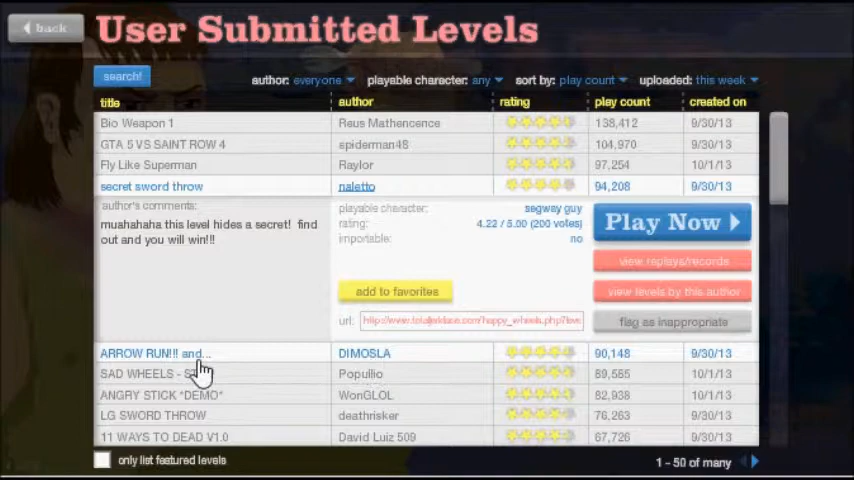 back
User Submitted Levels
search!
author: everyone playable character: any sort by: play count uploaded: this week
title author rating play count created on
Bio Weapon 1 Reus Mathencence 138,412 9/30/13
GTA 5 VS SAINT ROW 4 spiderman48 104,970 9/30/13
Fly Like Superman Raylor 97,254 10/1/13
secret sword throw naletto 94,208 9/30/13
author's comments:
muahahaha this level hides a secret! find
out and you will win!!!
playable character: segway guy
rating: 4.22 / 5.00 (200 votes)
importable: no
Play Now
view replays/records
add to favorites
view levels by this author
url:
flag as inappropriate
ARROW RUN!!! and... DIMOSLA 90,148 9/30/13
SAD WHEELS - 10/1/13
ANGRY STICK *DEMO* WonGLOL 82,938 10/1/13
LG SWORD THROW deathrisker 76,263 9/30/13
11 WAYS TO DEAD V1.0 David Luiz 509 67,726 9/30/13
only list featured levels
1 - 50 of many